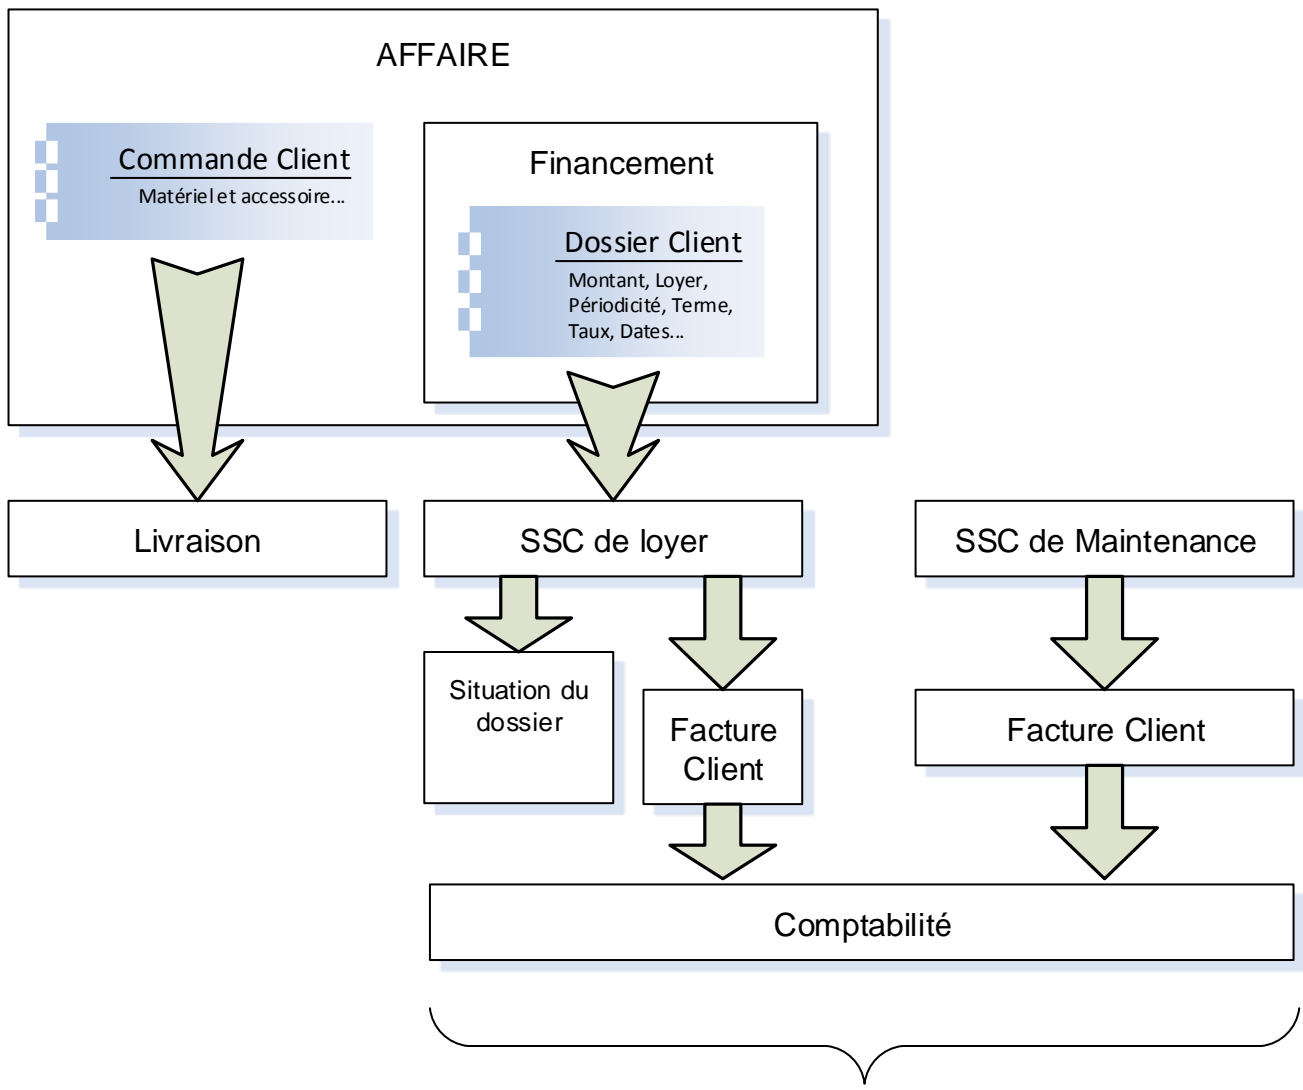 AFFAIRE
Commande Client
Matériel et accessoire...
Financement
Dossier Client
Montant, Loyer,
Périodicité, Terme,
Taux, Dates...
Livraison
SSC de loyer
SSC de Maintenance
Situation du
dossier
Facture
Client
Facture Client
Comptabilité